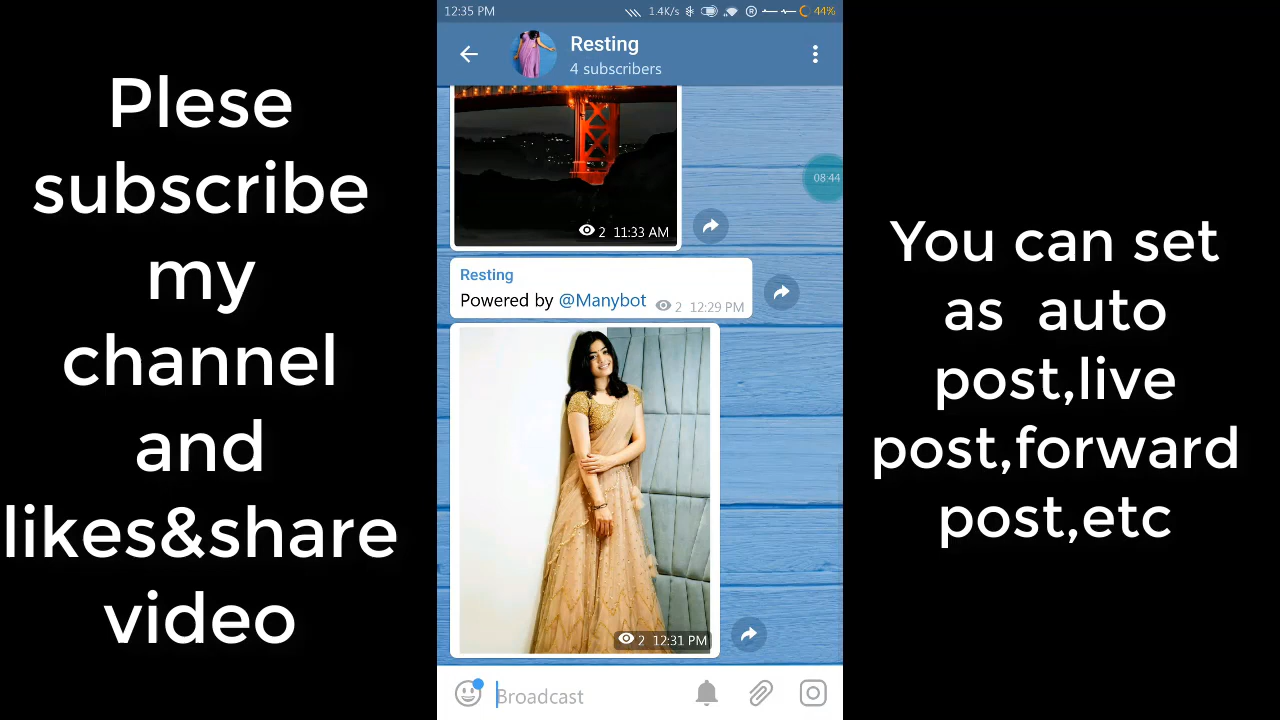 Plese
subscribe
my
channel
and
likes&share
video
12:35 PM
1.4K/s
44%
Resting
4 subscribers
08:44
2 11:33 AM
Resting
Powered by @Manybot
2 12:29 PM
2 12:31 PM
Broadcast
You can set
as auto
post,live
post,forward
post,etc